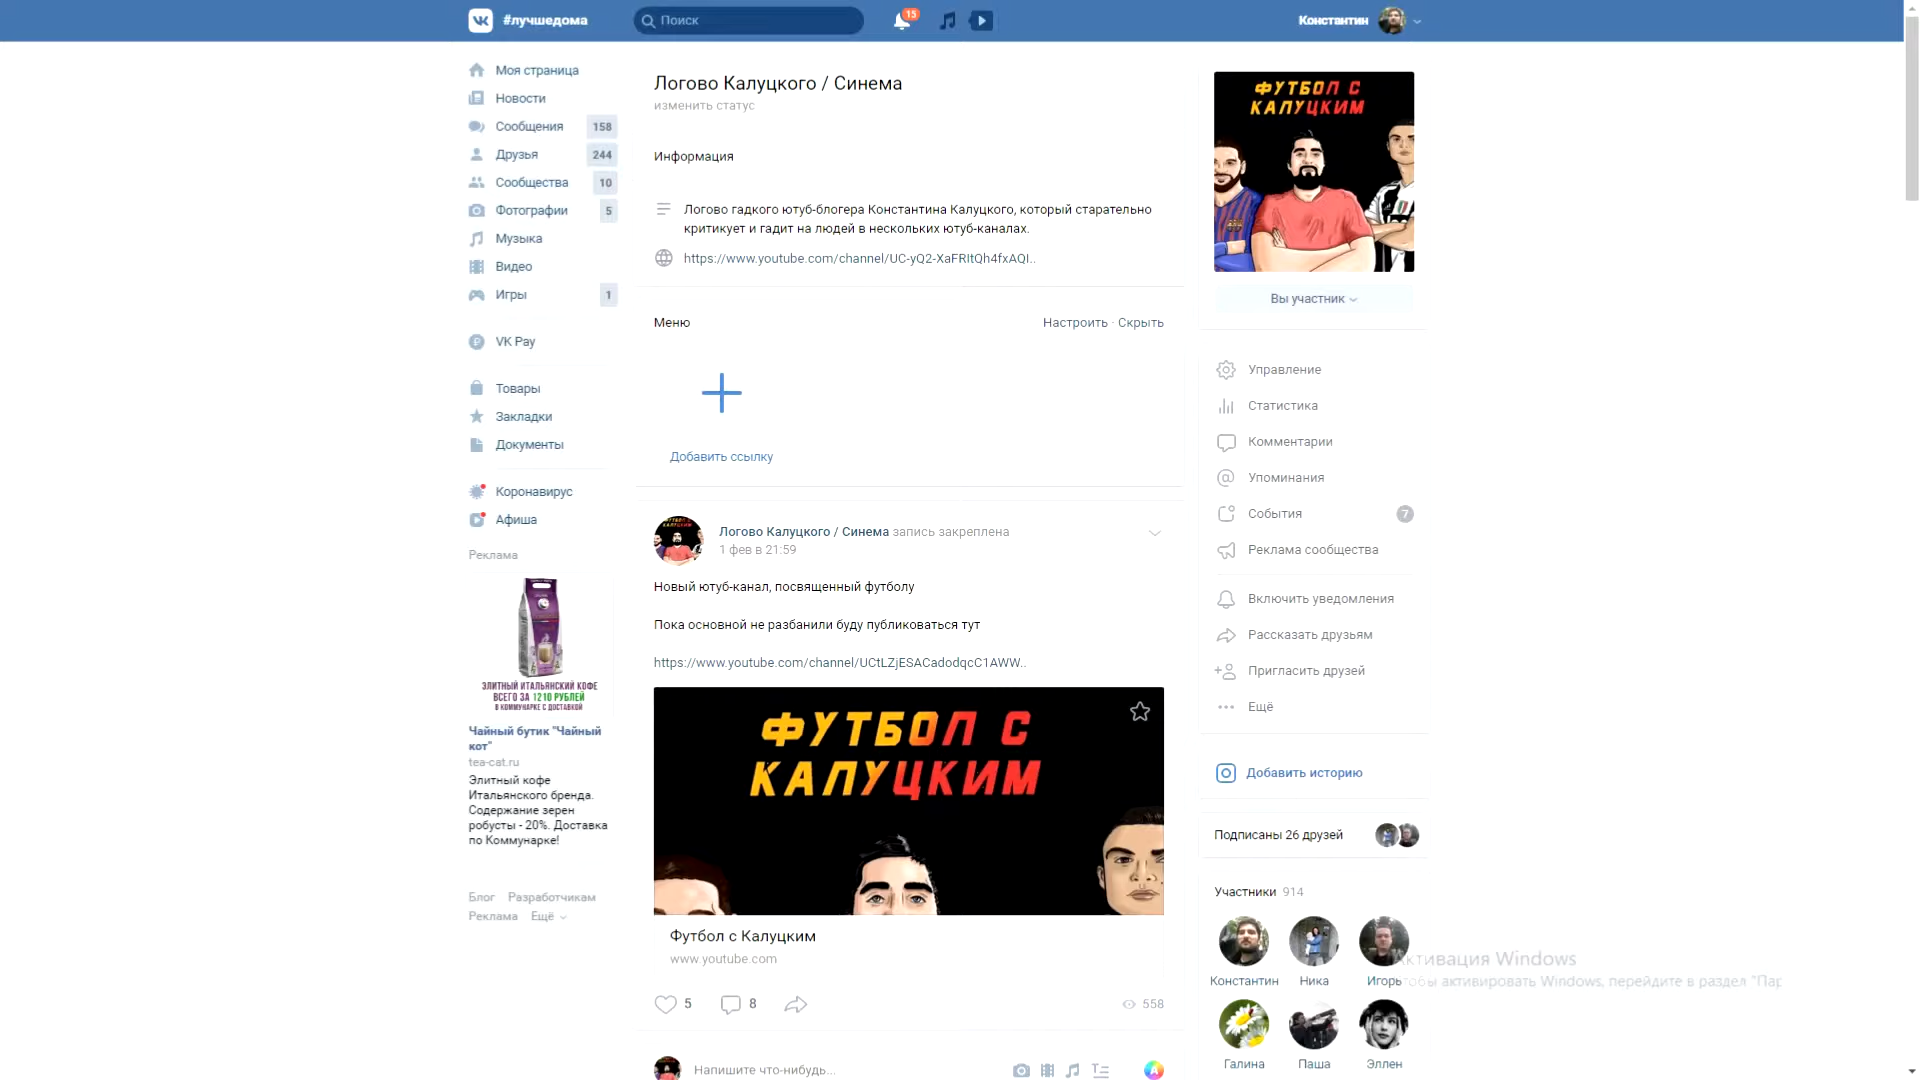 #лучшедома
Поиск
15
Константин
Моя страница
Новости
Сообщения 158
Друзья 244
Сообщества 10
Фотографии 5
Музыка
Видео
Игры 1
VK Pay
Товары
Закладки
Документы
Коронавирус
Афиша
Реклама
ЭЛИТНЫЙ ИТАЛЬЯНСКИЙ КОФЕ
ВСЕГО ЗА 1210 РУБЛЕЙ
В КОММУНАРКЕ С ДОСТАВКОЙ
Чайный бутик "Чайный
кот"
tea-cat.ru
Элитный кофе
Итальянского бренда.
Содержание зерен
робусты - 20%. Доставка
по Коммунарке!
Блог Разработчикам
Реклама Ещё
Логово Калуцкого / Синема
изменить статус
Информация
Логово гадкого ютуб-блогера Константина Калуцкого, который старательно
критикует и гадит на людей в нескольких ютуб-каналах.
https://www.youtube.com/channel/UC-yQ2-XaFRItQh4fxAQI..
Меню
Настроить · Скрыть
Добавить ссылку
Логово Калуцкого / Синема запись закреплена
1 фев в 21:59
Новый ютуб-канал, посвященный футболу
Пока основной не разбанили буду публиковаться тут
https://www.youtube.com/channel/UCtLZjESACadodqcC1AWW..
ФУТБОЛ С
КАЛУЦКИМ
Футбол с Калуцким
www.youtube.com
5 8 558
Напишите что-нибудь...
ФУТБОЛ С
КАЛУЦКИМ
Вы участник
Управление
Статистика
Комментарии
Упоминания
События 7
Реклама сообщества
Включить уведомления
Рассказать друзьям
Пригласить друзей
Ещё
Добавить историю
Подписаны 26 друзей
Участники 914
Константин Ника Игорь
Галина Паша Эллен
Активация Windows
Чтобы активировать Windows, перейдите в раздел "Пар